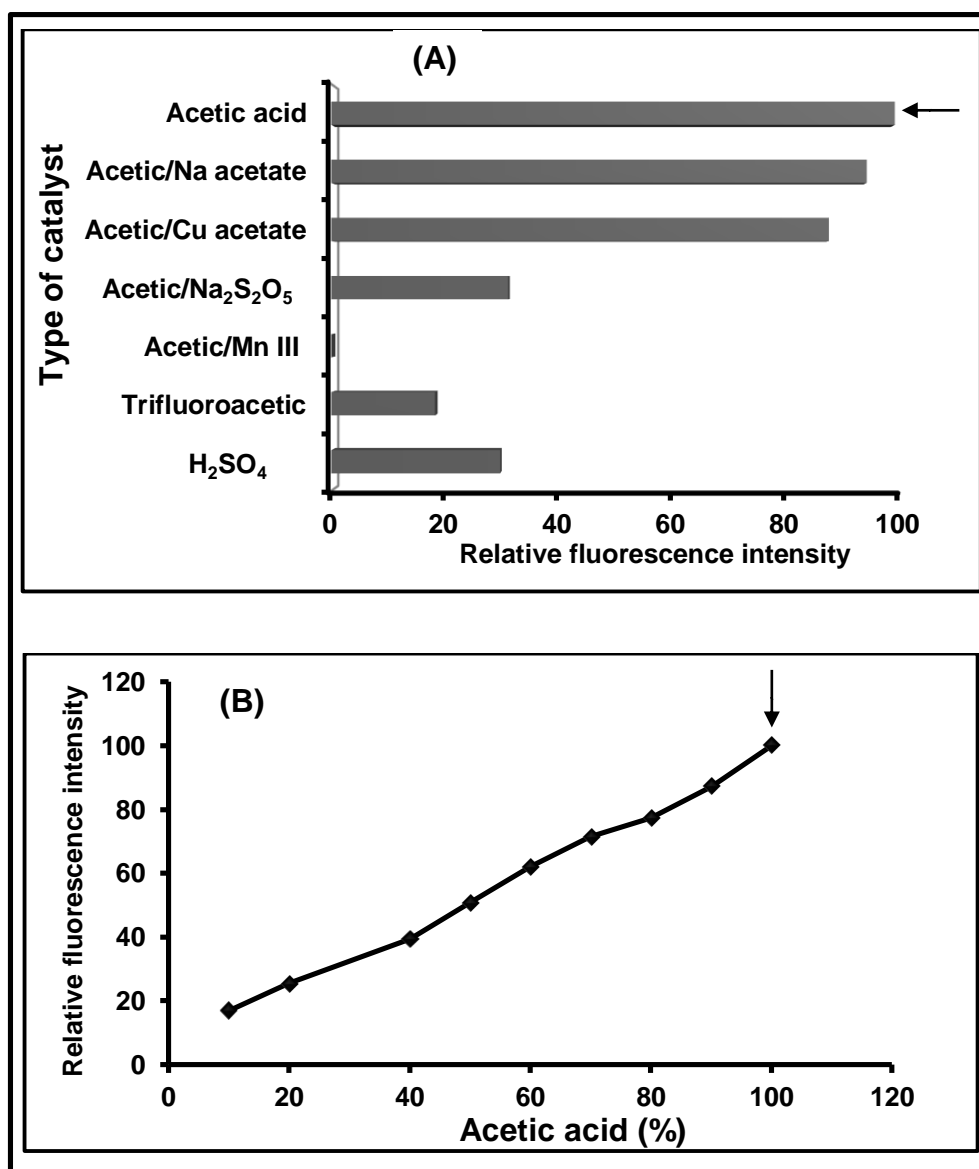 (A)
Type of catalyst
Acetic acid
Acetic/Na acetate
Acetic/Cu acetate
Acetic/Na₂S₂O₅
Acetic/Mn III
Trifluoroacetic
H₂SO₄
0 20 40 60 80 100
Relative fluorescence intensity
(B)
Relative fluorescence intensity
120
100
80
60
40
20
0
0 20 40 60 80 100 120
Acetic acid (%)